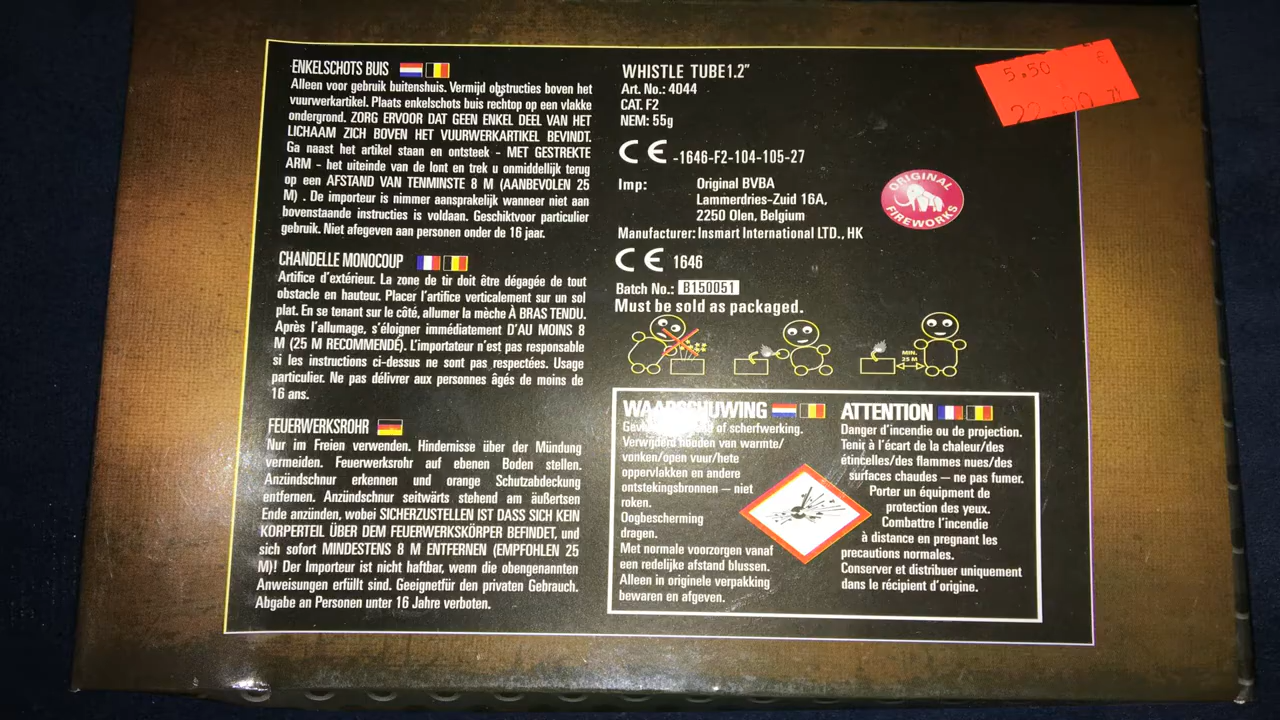 ENKELSCHOTS BUIS
Alleen voor gebruik buitenshuis. Vermijd obstructies boven het
vuurwerkartikel. Plaats enkelschots buis rechtop op een vlakke
ondergrond. ZORG ERVOOR DAT GEEN ENKEL DEEL VAN HET
LICHAAM ZICH BOVEN HET VUURWERKARTIKEL BEVINDT.
Ga naast het artikel staan en ontsteek - MET GESTREKTE
ARM - het uiteinde van de lont en trek u onmiddellijk terug
op een AFSTAND VAN TENMINSTE 8 M (AANBEVOLEN 25
M) . De importeur is nimmer aansprakelijk wanneer niet aan
bovenstaande instructies is voldaan. Geschiktvoor particulier
gebruik. Niet afegeven aan personen onder de 16 jaar.
CHANDELLE MONOCOUP
Artifice d'extérieur. La zone de tir doit être dégagée de tout
obstacle en hauteur. Placer l'artifice verticalement sur un sol
plat. En se tenant sur le côté, allumer la mèche À BRAS TENDU.
Après l'allumage, s'éloigner immédiatement D'AU MOINS 8
M (25 M RECOMMENDÉ). L'importateur n'est pas responsable
si les instructions ci-dessus ne sont pas respectées. Usage
particulier. Ne pas délivrer aux personnes âgés de moins de
16 ans.
FEUERWERKSROHR
Nur im Freien verwenden. Hindernisse über der Mündung
vermeiden. Feuerwerksrohr auf ebenen Boden stellen.
Anzündschnur erkennen und orange Schutzabdeckung
entfernen. Anzündschnur seitwärts stehend am äußertsen
Ende anzünden, wobei SICHERZUSTELLEN IST DASS SICH KEIN
KORPERTEIL ÜBER DEM FEUERWERKSKÖRPER BEFINDET, und
sich sofort MINDESTENS 8 M ENTFERNEN (EMPFOHLEN 25
M)! Der Importeur ist nicht haftbar, wenn die obengenannten
Anweisungen erfüllt sind. Geeignetfür den privaten Gebrauch.
Abgabe an Personen unter 16 Jahre verboten.
WHISTLE TUBE1.2"
Art. No.: 4044
CAT. F2
NEM: 55g
CE -1646-F2-104-105-27
Imp: Original BVBA
Lammerdries-Zuid 16A,
2250 Olen, Belgium
Manufacturer: Insmart International LTD., HK
CE 1646
Batch No.: B150051
Must be sold as packaged.
MIN.
25 M
5.50 €
ORIGINAL
FIREWORKS
WAARSCHUWING
of scherfwerking.
Verwijderd houden van warmte/
vonken/open vuur/hete
oppervlakken en andere
ontstekingsbronnen – niet
roken.
Oogbescherming
dragen.
Met normale voorzorgen vanaf
een redelijke afstand blussen.
Alleen in originele verpakking
bewaren en afgeven.
ATTENTION
Danger d'incendie ou de projection.
Tenir à l'écart de la chaleur/des
étincelles/des flammes nues/des
surfaces chaudes – ne pas fumer.
Porter un équipement de
protection des yeux.
Combattre l'incendie
à distance en pregnant les
precautions normales.
Conserver et distribuer uniquement
dans le récipient d'origine.